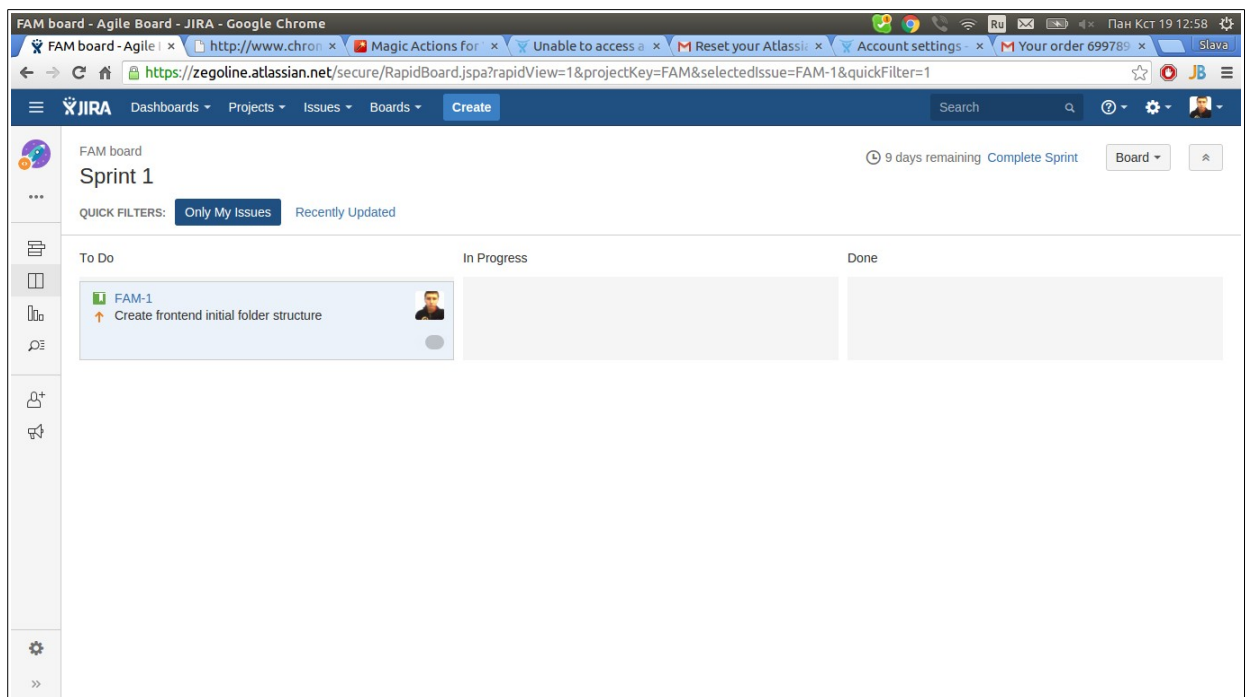 FAM board - Agile Board - JIRA - Google Chrome
Ru
Пан Кст 19 12:58
FAM board - Agile
http://www.chron
Magic Actions for
Unable to access a
Reset your Atlassia
Account settings -
Your order 699789
Slava
https://zegoline.atlassian.net/secure/RapidBoard.jspa?rapidView=1&projectKey=FAM&selectedIssue=FAM-1&quickFilter=1
JB
JIRA
Dashboards
Projects
Issues
Boards
Create
Search
FAM board
9 days remaining Complete Sprint
Board
Sprint 1
QUICK FILTERS: Only My Issues Recently Updated
To Do
In Progress
Done
FAM-1
Create frontend initial folder structure